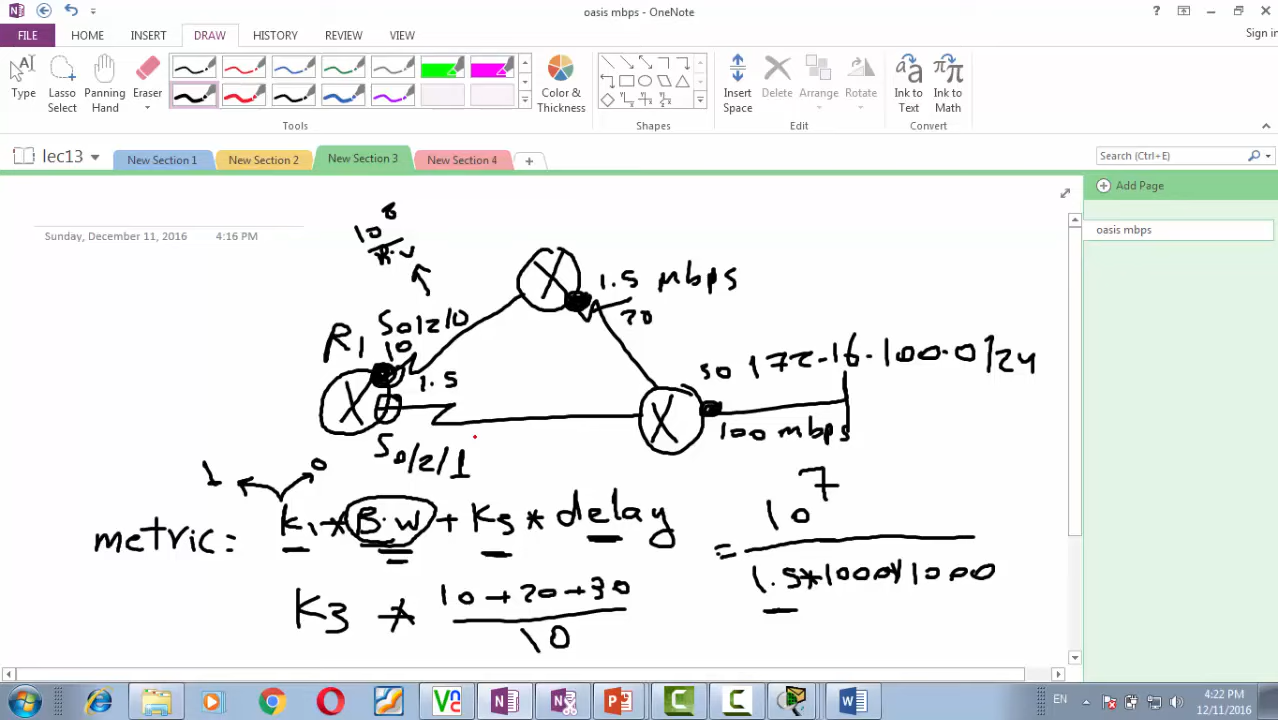 oasis mbps - OneNote
Sign in
FILE HOME INSERT DRAW HISTORY REVIEW VIEW
Type
Lasso Select
Panning Hand
Eraser
Color & Thickness
Insert Space
Delete
Arrange
Rotate
Ink to Text
Ink to Math
Tools
Shapes
Edit
Convert
lec13
New Section 1
New Section 2
New Section 3
New Section 4
Search (Ctrl+E)
Add Page
oasis mbps
Sunday, December 11, 2016 4:16 PM
10 8
B.w
1.5 mbps
20
S0/2/0
R1
10
1.5
50 172.16.100.0/24
100 mbps
S0/2/1
1 0
metric: K1 * B.W + K3 * delay
= 10 7
1.5*1000*1000
K3 * 10+20+30
10
EN
4:22 PM
12/11/2016